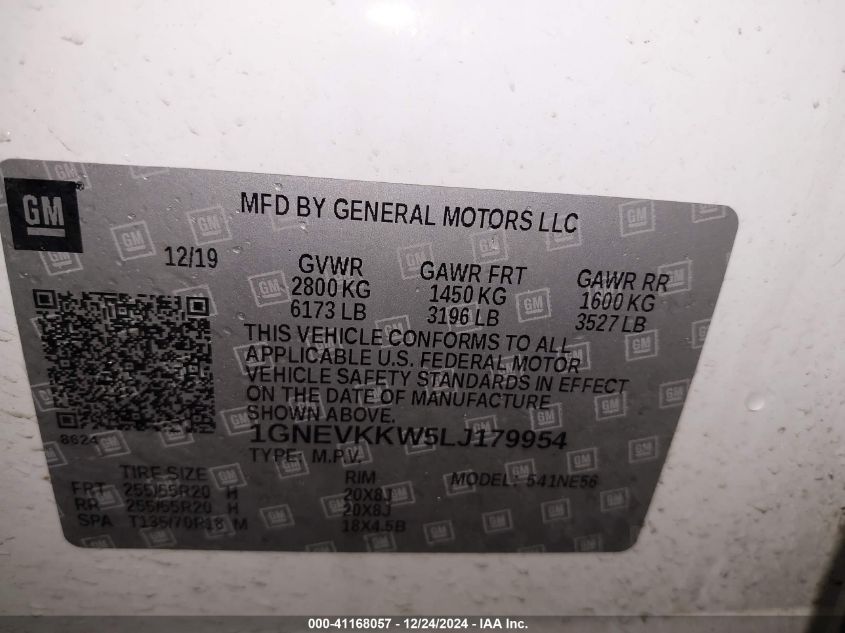 GM
MFD BY GENERAL MOTORS LLC
12/19
GVWR
2800 KG
6173 LB
GAWR FRT
1450 KG
3196 LB
GAWR RR
1600 KG
3527 LB
THIS VEHICLE CONFORMS TO ALL
APPLICABLE U.S. FEDERAL MOTOR
VEHICLE SAFETY STANDARDS IN EFFECT
ON THE DATE OF MANUFACTURE
SHOWN ABOVE.
8624
1GNEVKKW5LJ179954
TYPE: M.P.V.
MODEL: 541NE56
TIRE SIZE
RIM
FRT 255/55R20 H 20X8J
RR 255/55R20 H 20X8J
SPA T135/70R18 M 18X4.5B
000-41168057 - 12/24/2024 - IAA Inc.